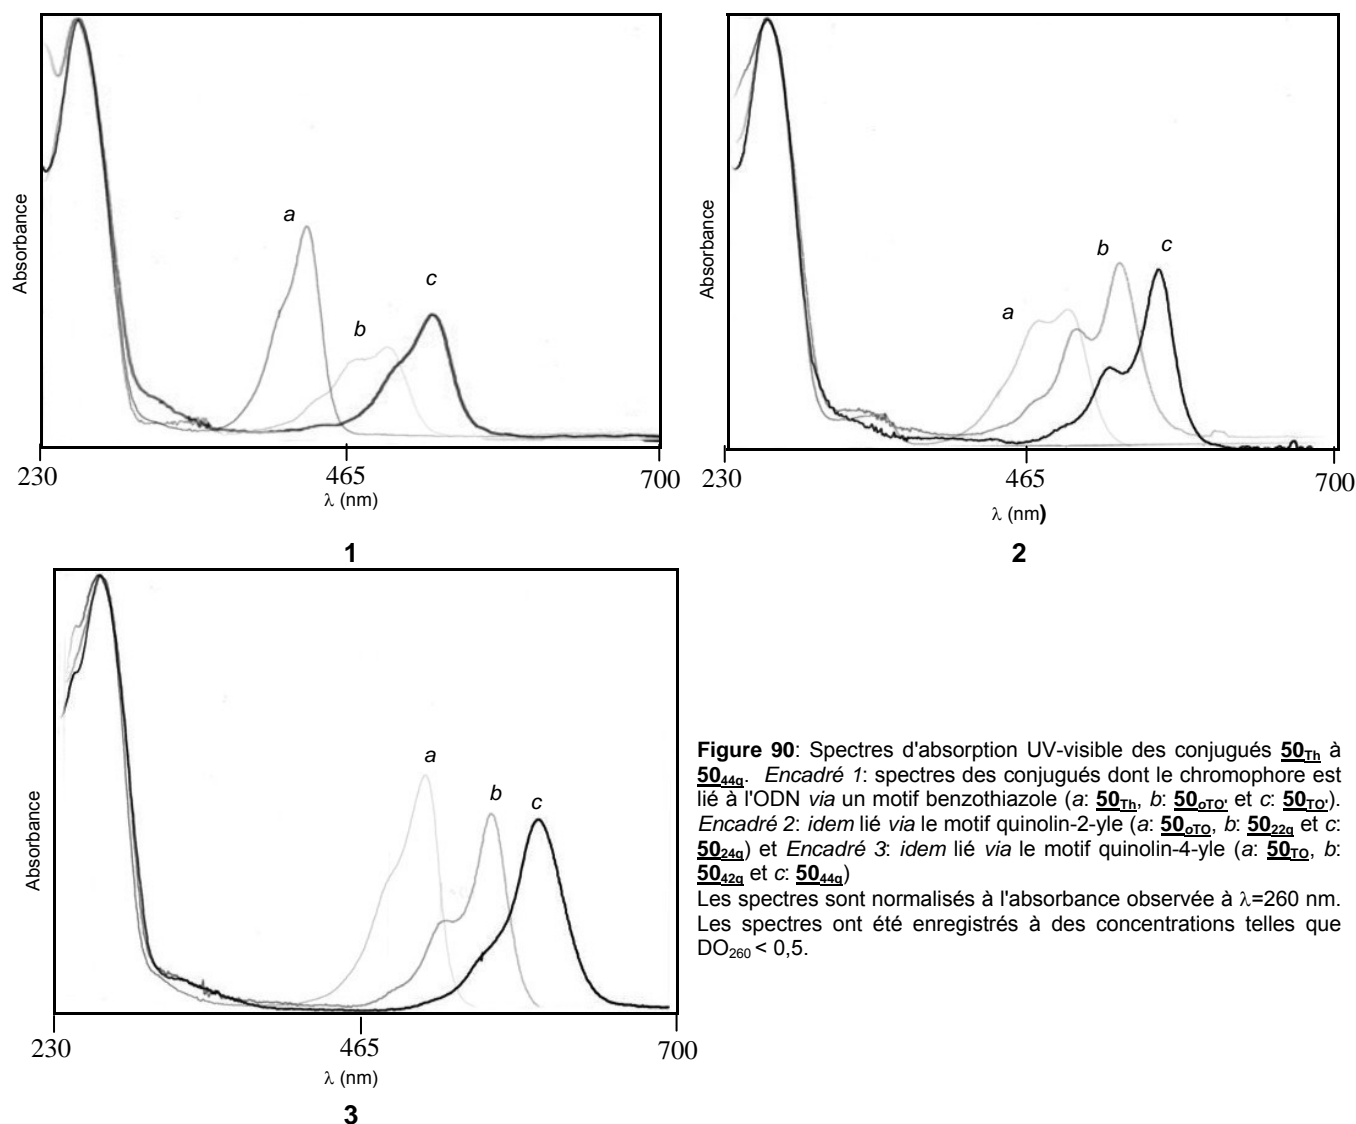 Absorbance
a
b
c
230
465
700
λ (nm)
1
Absorbance
a
b
c
230
465
700
λ (nm)
2
Absorbance
a
b
c
230
465
700
λ (nm)
3
Figure 90: Spectres d'absorption UV-visible des conjugués 50Th à
5044q. Encadré 1: spectres des conjugués dont le chromophore est
lié à l'ODN via un motif benzothiazole (a: 50Th, b: 50oTO' et c: 50TO').
Encadré 2: idem lié via le motif quinolin-2-yle (a: 50oTO, b: 5022q et c:
5024q) et Encadré 3: idem lié via le motif quinolin-4-yle (a: 50TO, b:
5042q et c: 5044q)
Les spectres sont normalisés à l'absorbance observée à λ=260 nm.
Les spectres ont été enregistrés à des concentrations telles que
DO260 < 0,5.